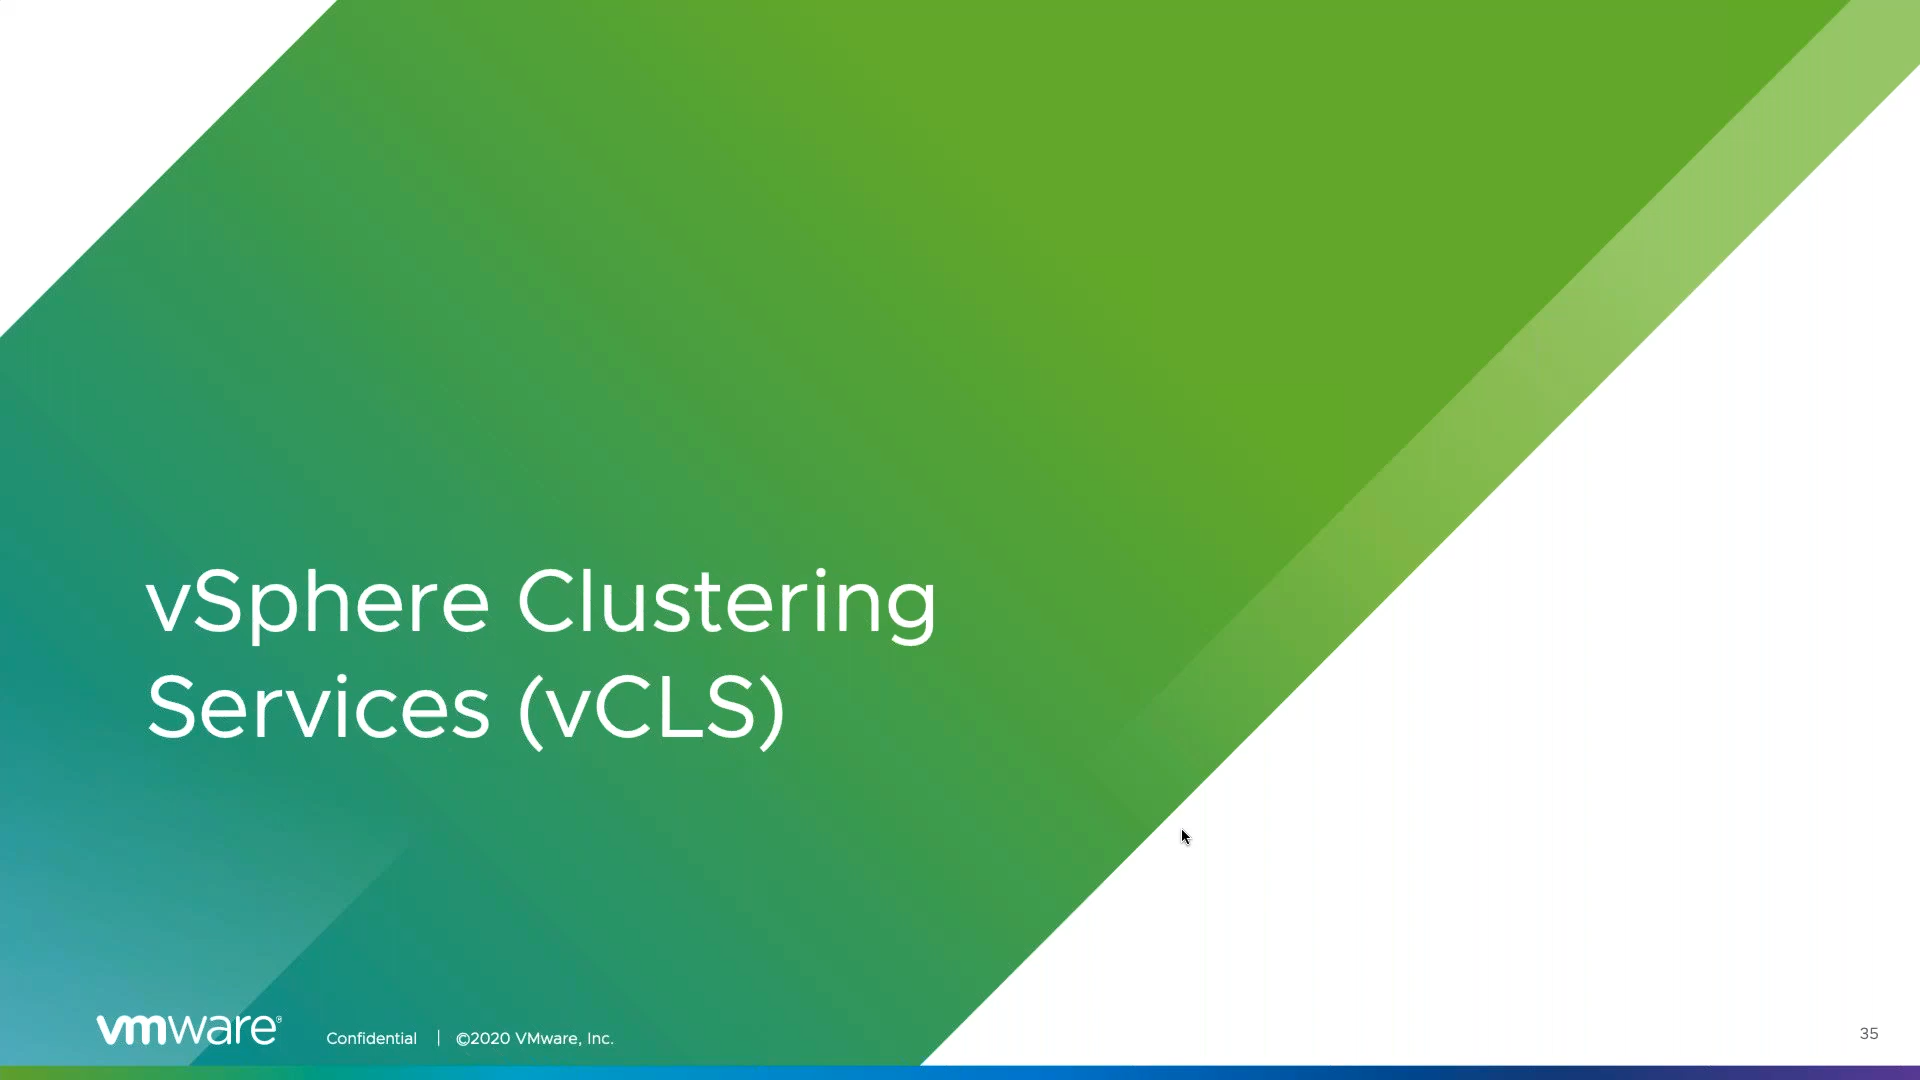 vSphere Clustering
Services (vCLS)
vmware®
Confidential | ©2020 VMware, Inc.
35